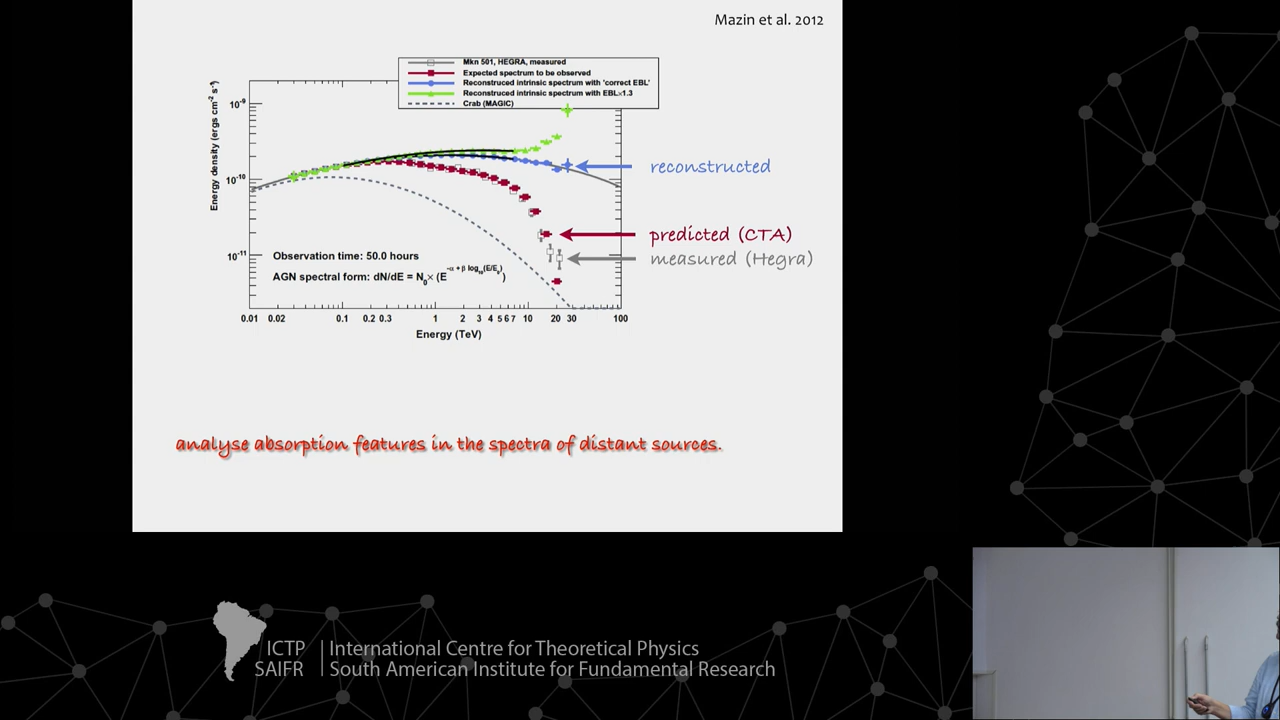 Mazin et al. 2012
Mkn 501, HEGRA, measured
Expected spectrum to be observed
Reconstruced intrinsic spectrum with 'correct EBL'
Reconstruced intrinsic spectrum with EBL×1.3
Crab (MAGIC)
Energy density (ergs cm⁻² s⁻¹)
10⁻⁹
10⁻¹⁰
10⁻¹¹
reconstructed
predicted (CTA)
measured (Hegra)
Observation time: 50.0 hours
AGN spectral form: dN/dE = N₀× (E^-α + β log₁₀(E/E₀))
0.01 0.02 0.1 0.2 0.3 1 2 3 4 5 6 7 10 20 30 100
Energy (TeV)
analyse absorption features in the spectra of distant sources.
ICTP | International Centre for Theoretical Physics
SAIFR | South American Institute for Fundamental Research